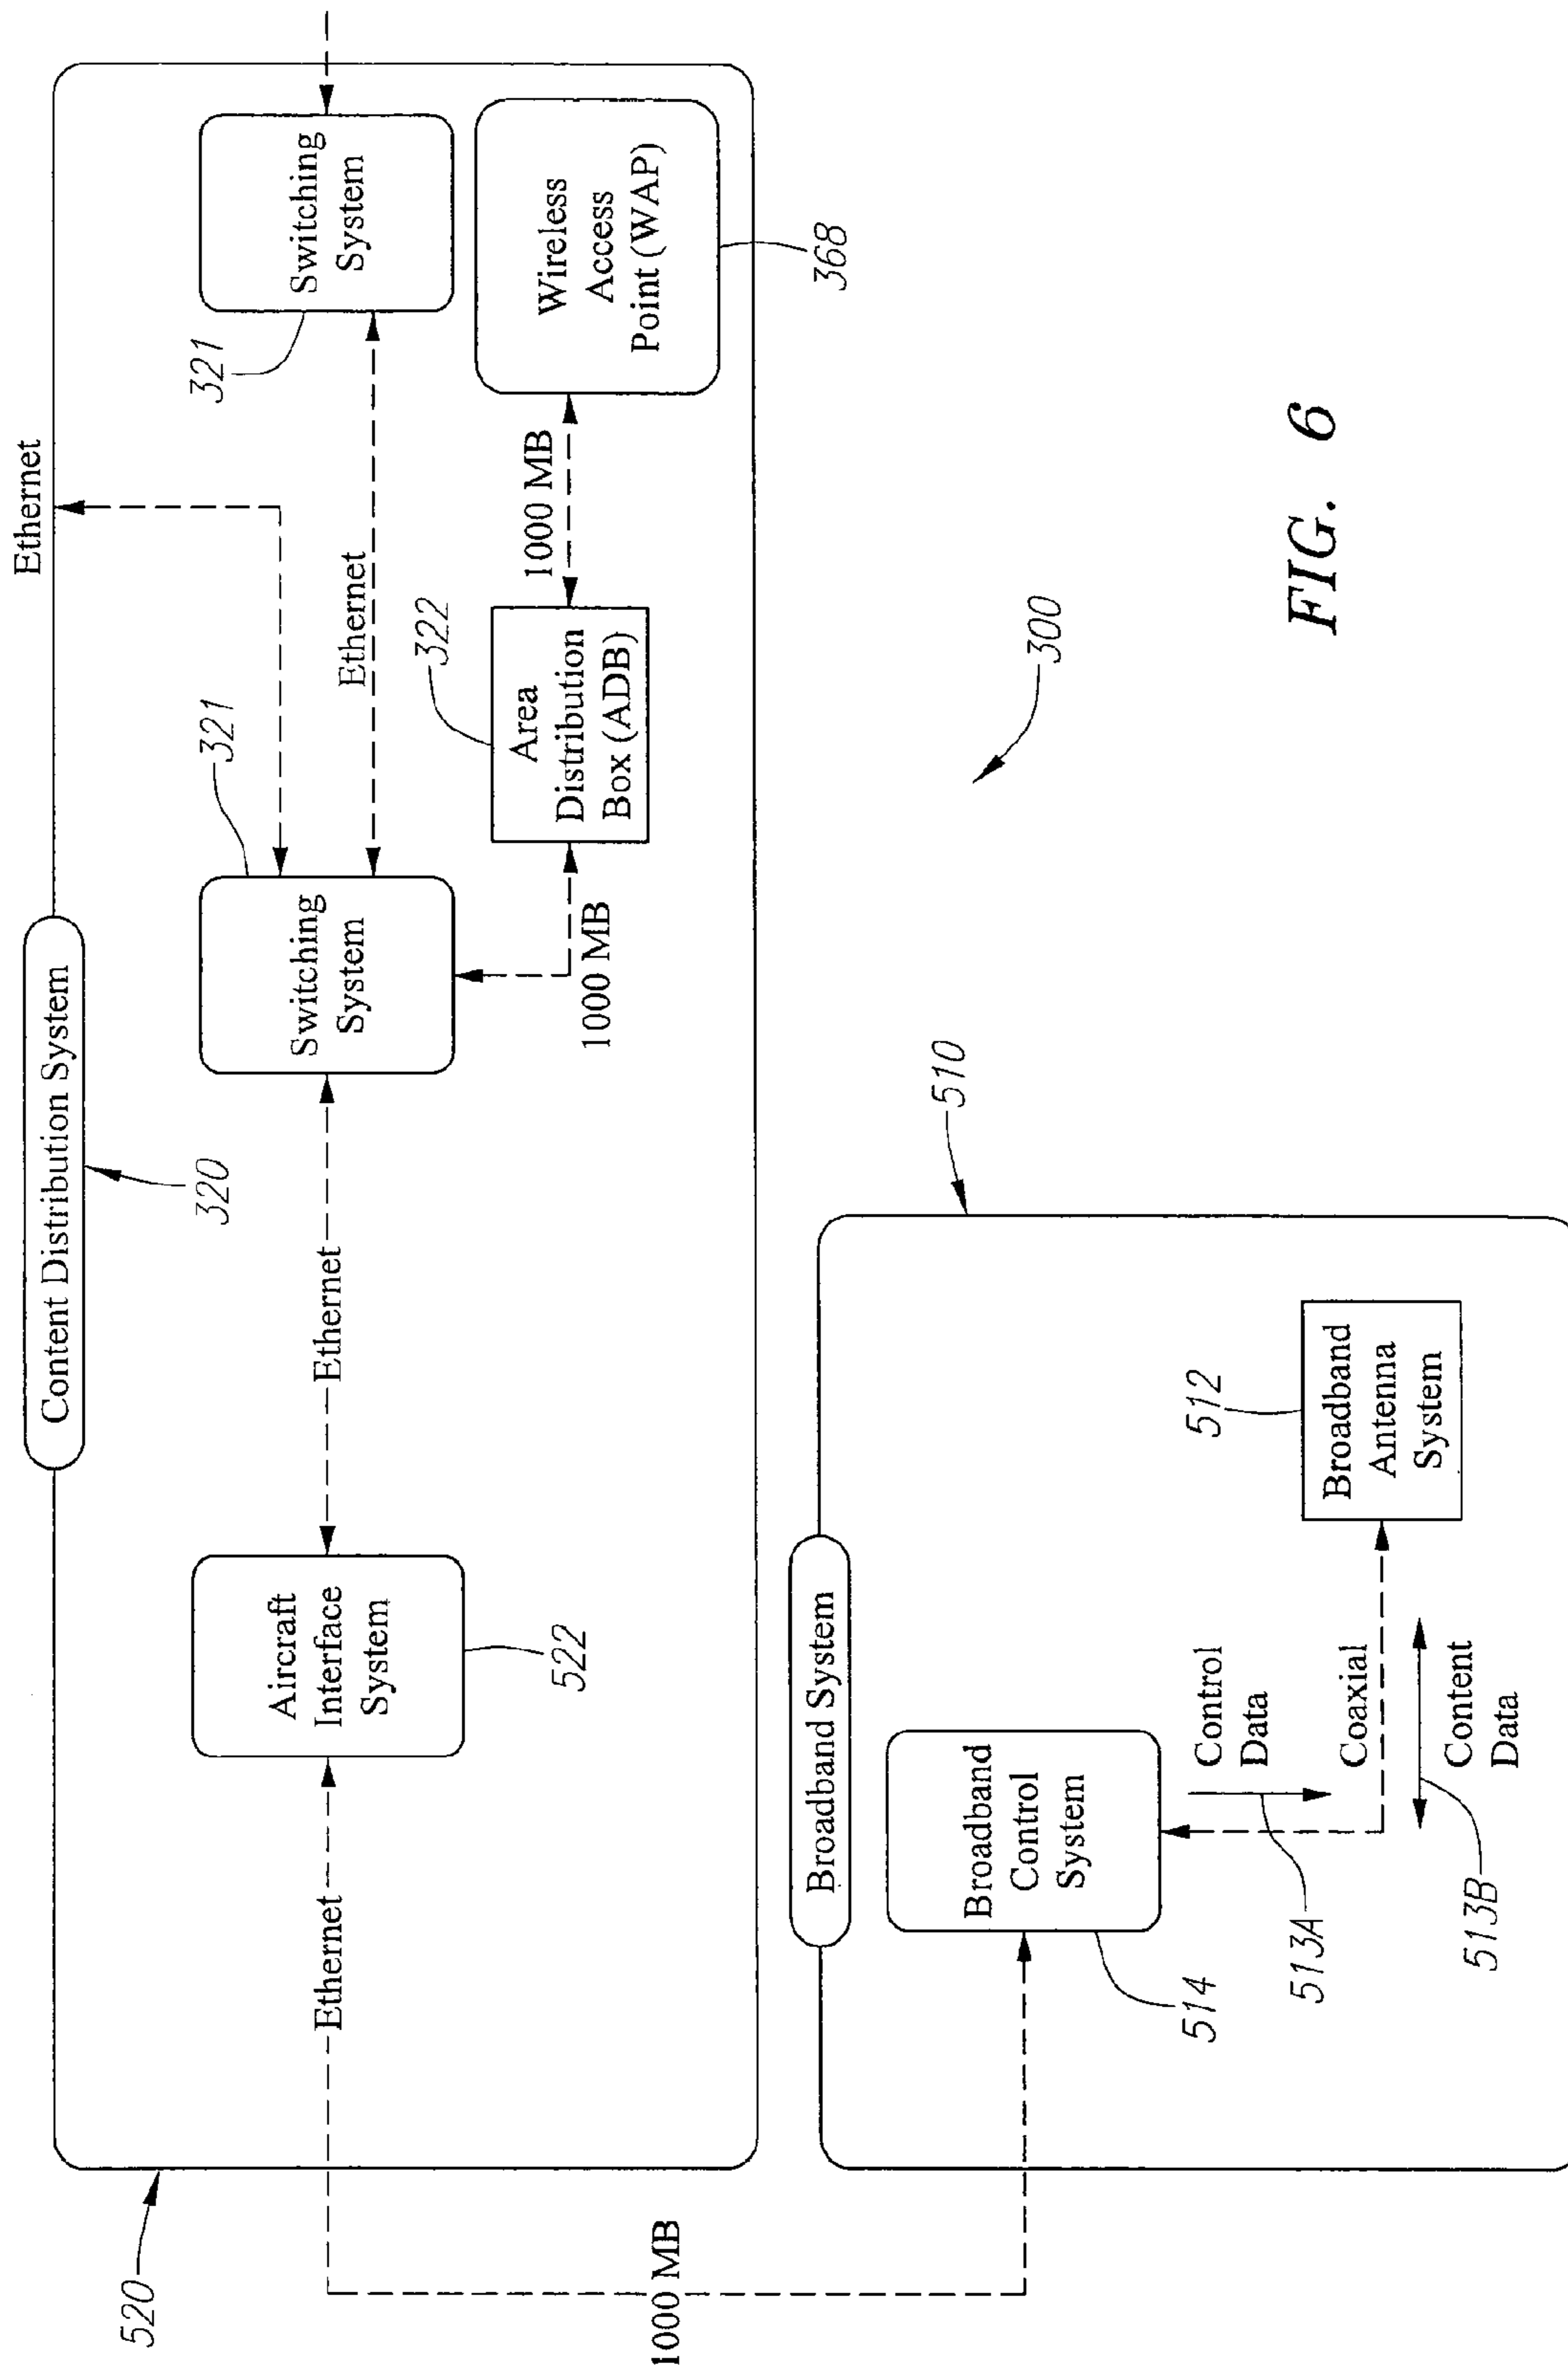 Content Distribution System
Ethernet
520
320
321
321
Aircraft
Interface
System
522
Ethernet
Ethernet
Switching
System
Ethernet
Switching
System
1000 MB
322
Area
Distribution
Box (ADB)
1000 MB
Wireless
Access
Point (WAP)
368
1000 MB
Broadband System
510
Broadband
Control
System
514
Control
Data
513A
Coaxial
Content
Data
513B
512
Broadband
Antenna
System
300
FIG. 6